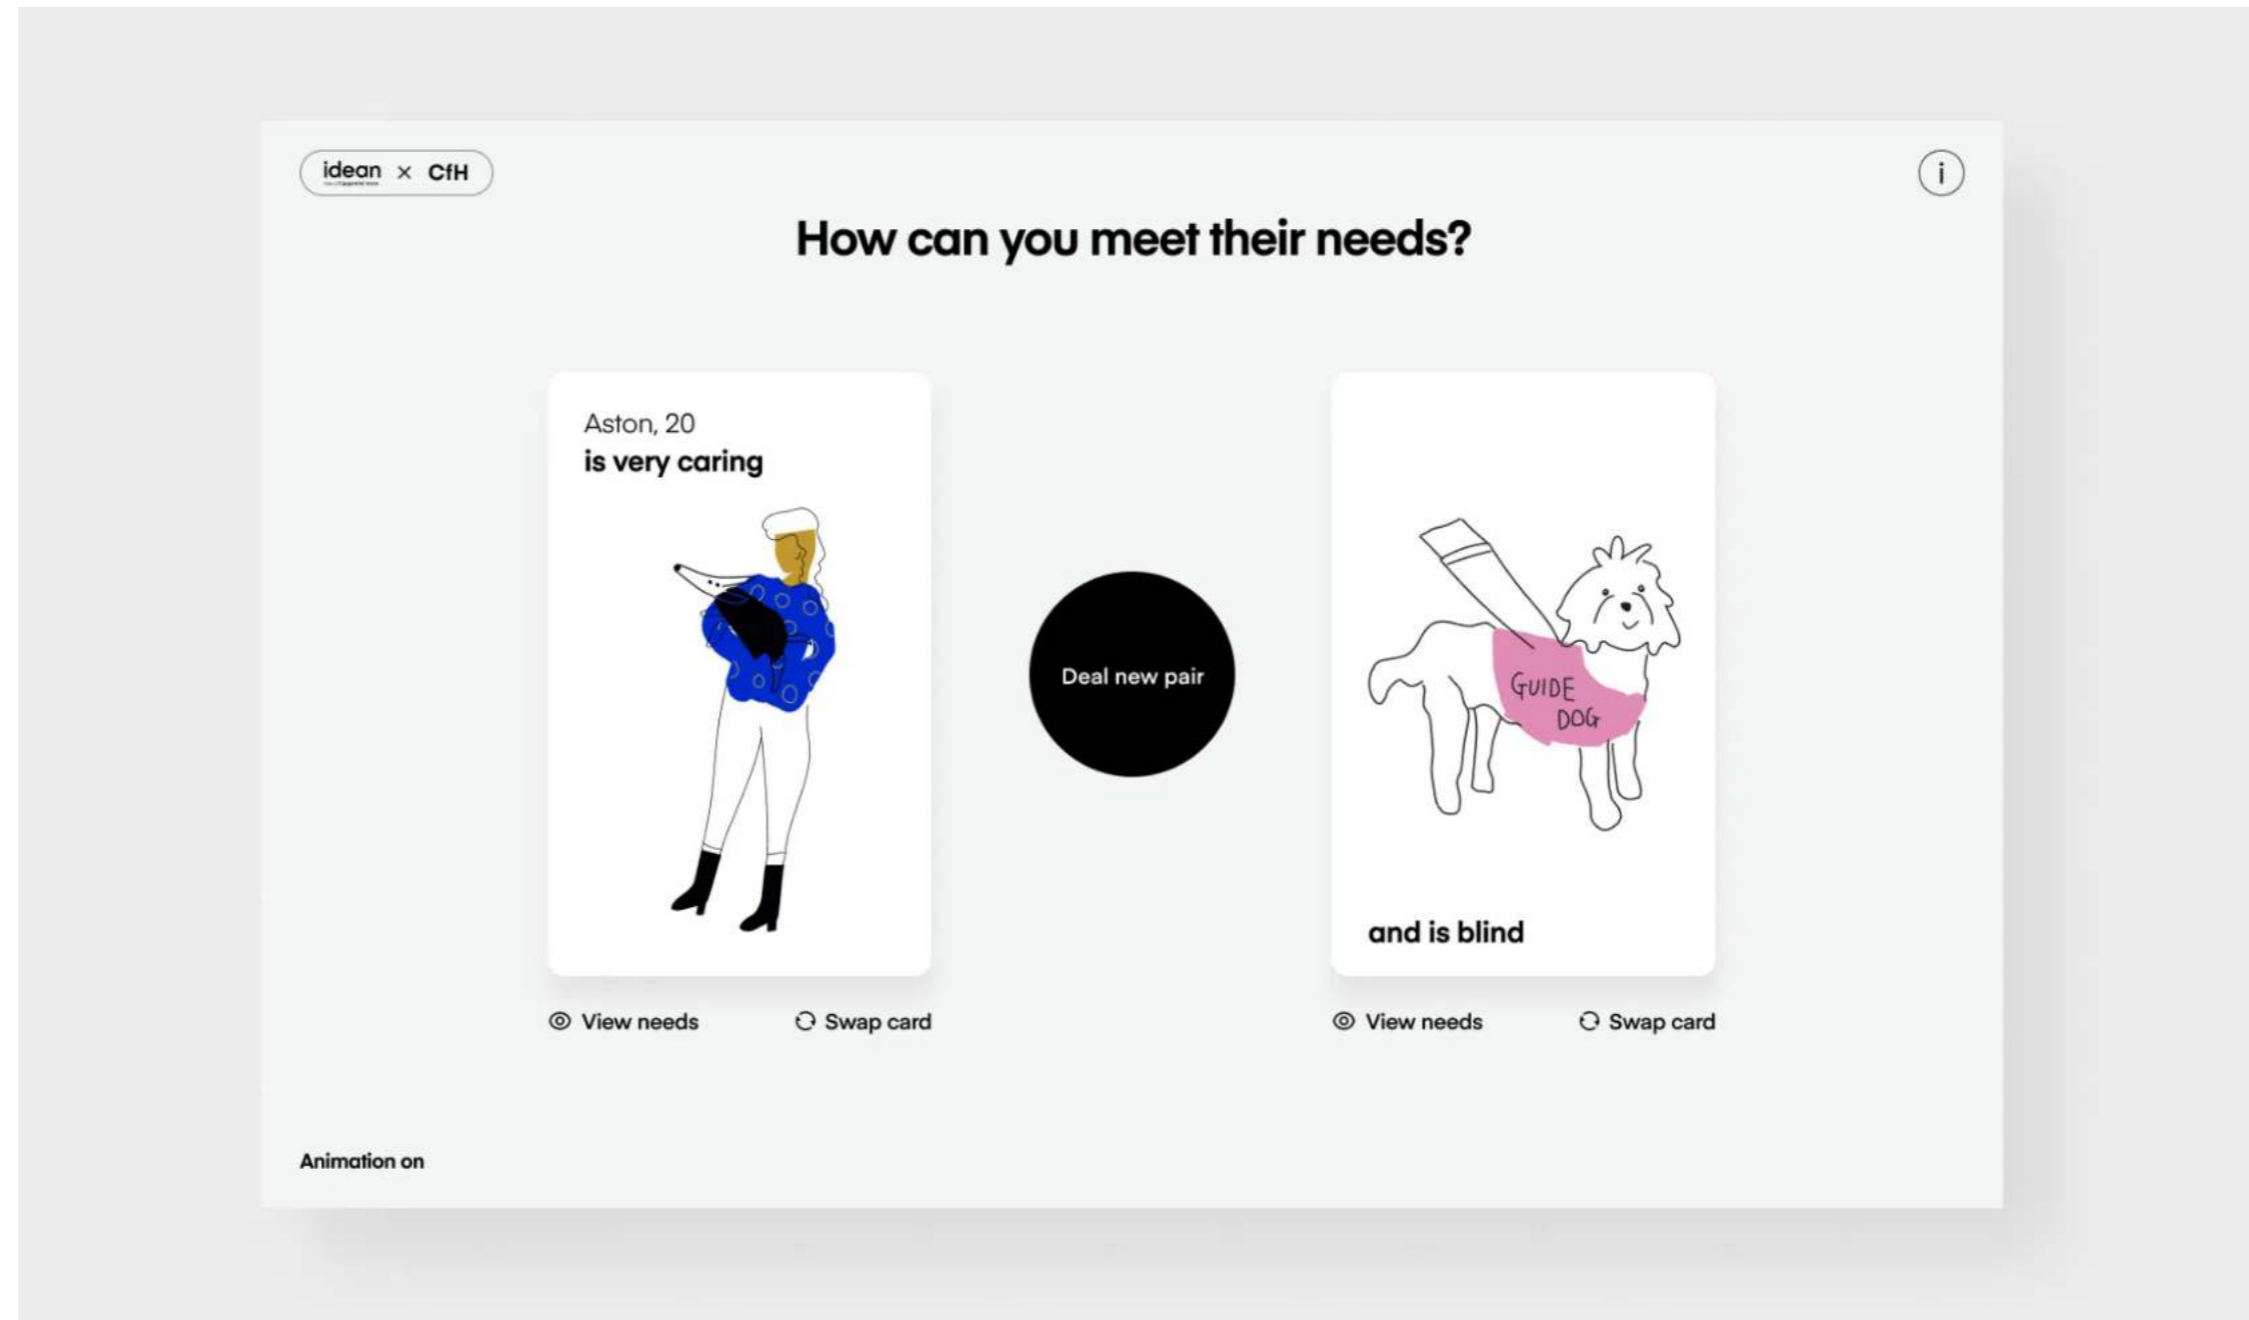 idean × CfH
i
How can you meet their needs?
Aston, 20
is very caring
Deal new pair
GUIDE
DOG
and is blind
View needs
Swap card
View needs
Swap card
Animation on